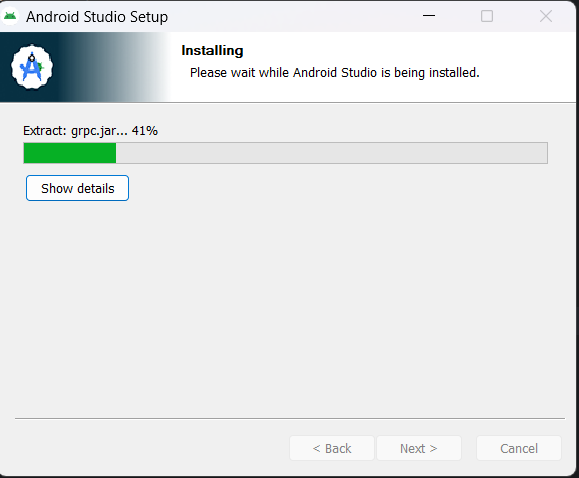 Android Studio Setup
Installing
Please wait while Android Studio is being installed.
Extract: grpc.jar... 41%
Show details
< Back
Next >
Cancel